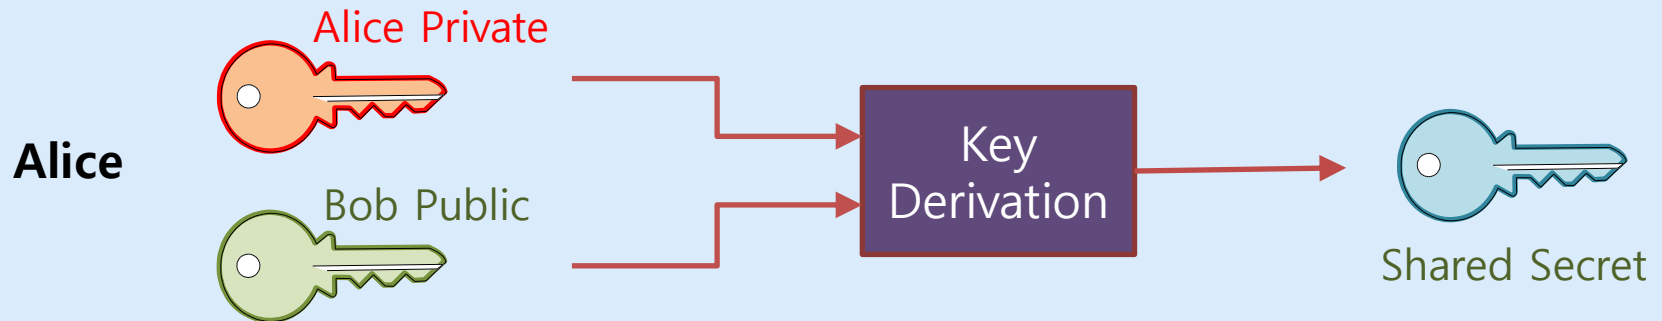 Alice Private
Alice
Bob Public
Key
Derivation
Shared Secret